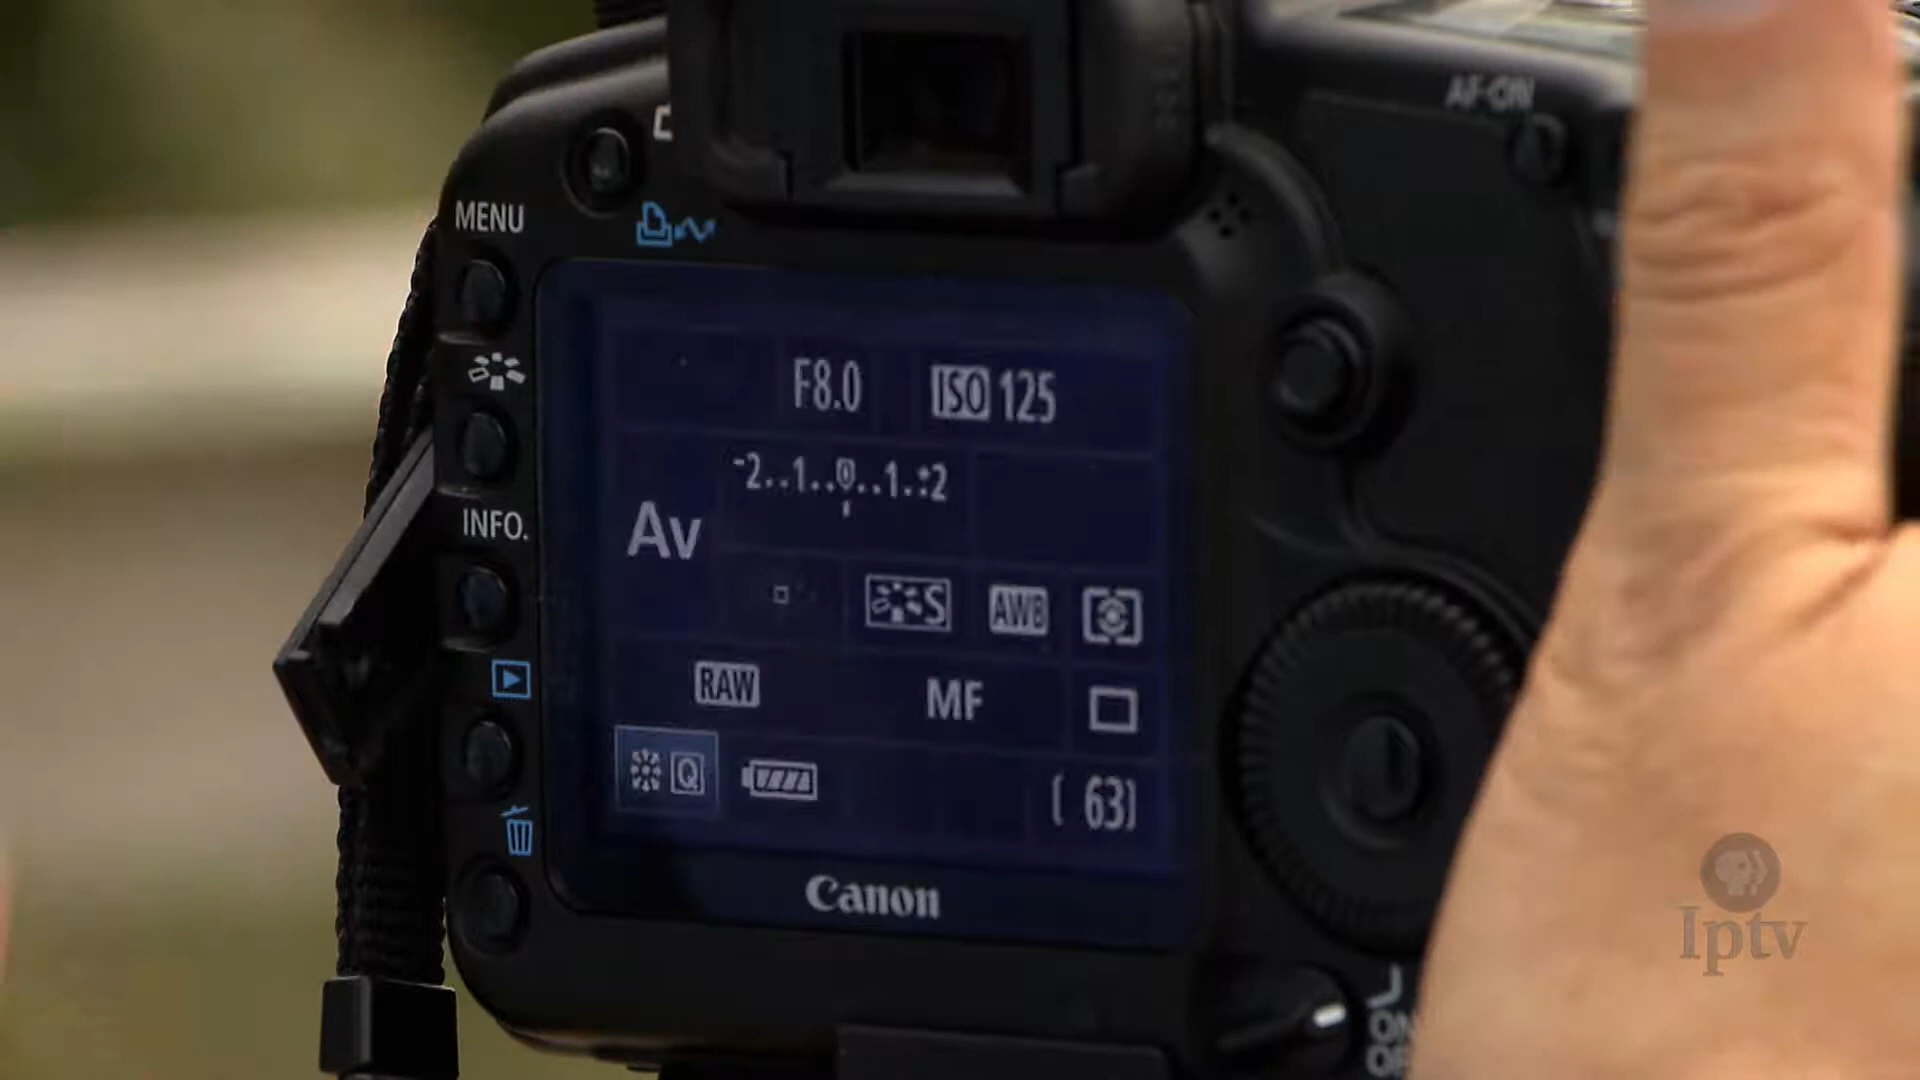 AF-ON
MENU
F8.0 ISO 125
-2..1..0..1..+2
INFO.
Av
S AWB
RAW MF
Q [ 63]
Canon
Iptv
ON